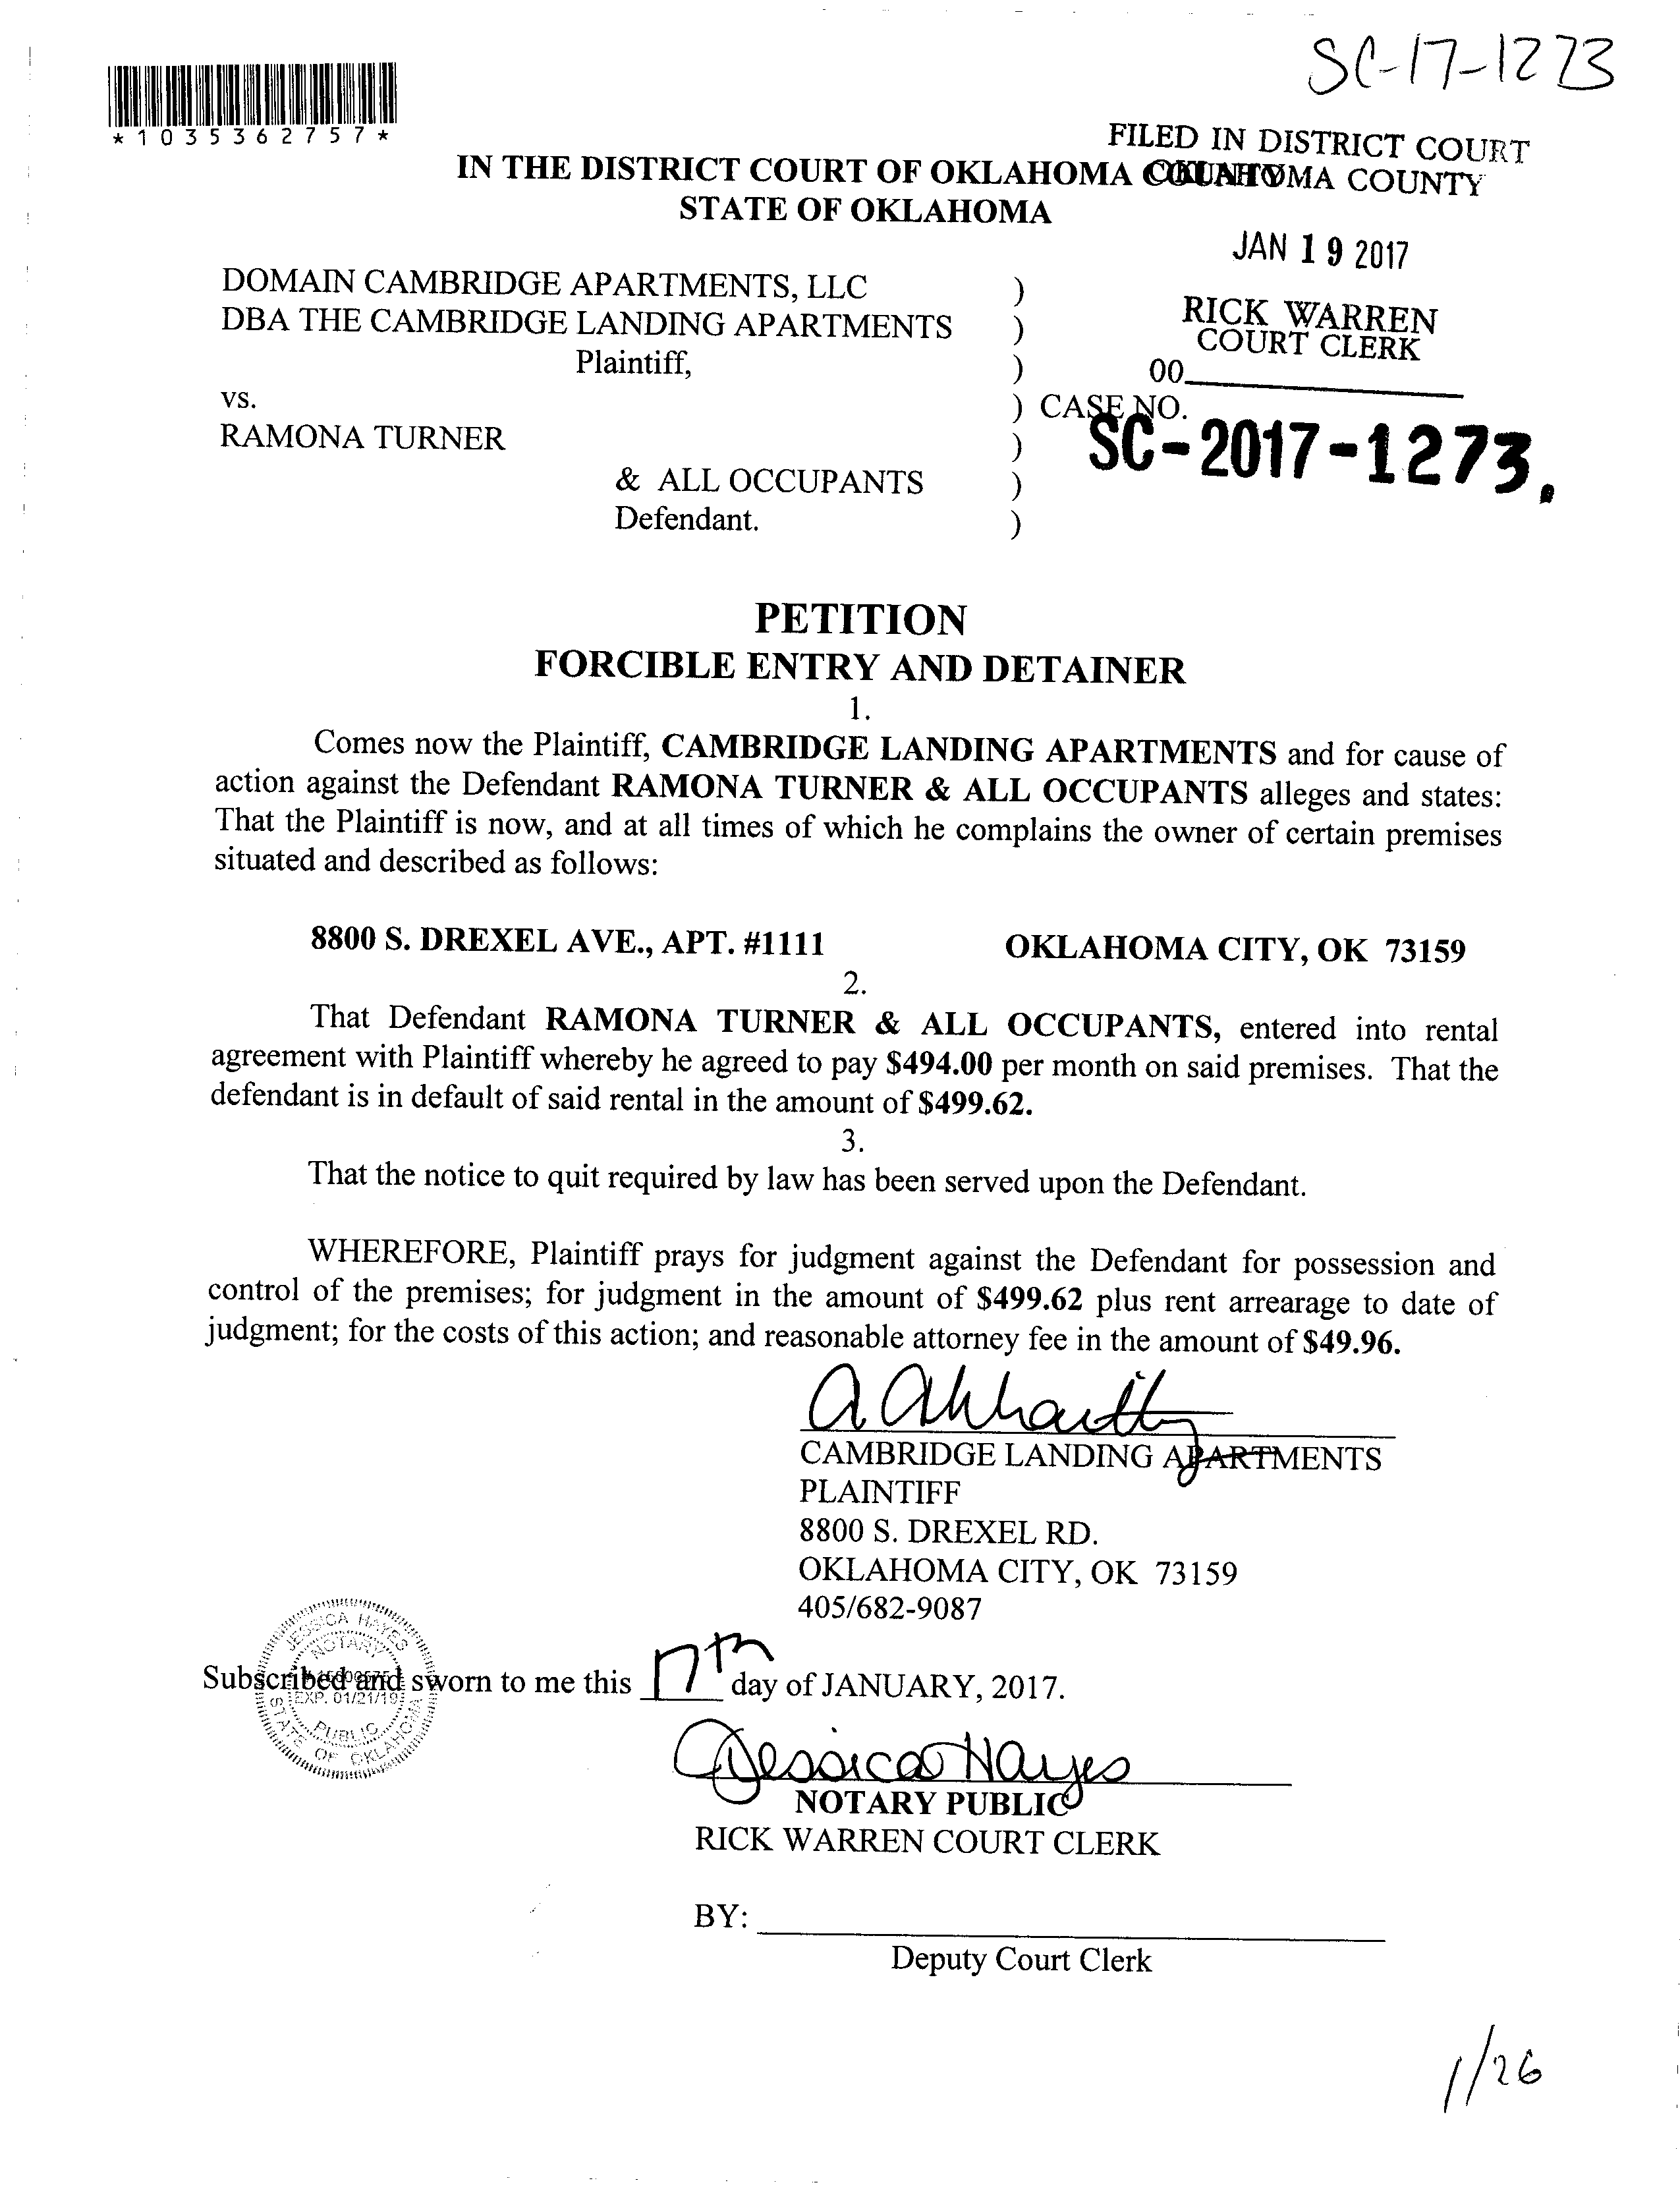 SC-17-1273
*1035362757*
FILED IN DISTRICT COURT
OKLAHOMA COUNTY
IN THE DISTRICT COURT OF OKLAHOMA COUNTY
STATE OF OKLAHOMA
JAN 19 2017
RICK WARREN
COURT CLERK
00
DOMAIN CAMBRIDGE APARTMENTS, LLC )
DBA THE CAMBRIDGE LANDING APARTMENTS )
Plaintiff, )
vs. ) CASE NO.
SC-2017-1273.
RAMONA TURNER )
& ALL OCCUPANTS )
Defendant. )
PETITION
FORCIBLE ENTRY AND DETAINER
1.
Comes now the Plaintiff, CAMBRIDGE LANDING APARTMENTS and for cause of
action against the Defendant RAMONA TURNER & ALL OCCUPANTS alleges and states:
That the Plaintiff is now, and at all times of which he complains the owner of certain premises
situated and described as follows:
8800 S. DREXEL AVE., APT. #1111 OKLAHOMA CITY, OK 73159
2.
That Defendant RAMONA TURNER & ALL OCCUPANTS, entered into rental
agreement with Plaintiff whereby he agreed to pay $494.00 per month on said premises. That the
defendant is in default of said rental in the amount of $499.62.
3.
That the notice to quit required by law has been served upon the Defendant.
WHEREFORE, Plaintiff prays for judgment against the Defendant for possession and
control of the premises; for judgment in the amount of $499.62 plus rent arrearage to date of
judgment; for the costs of this action; and reasonable attorney fee in the amount of $49.96.
CAMBRIDGE LANDING APARTMENTS
PLAINTIFF
8800 S. DREXEL RD.
OKLAHOMA CITY, OK 73159
405/682-9087
JESSICA HAYES
NOTARY
EXP. 01/21/19
PUBLIC
STATE OF OKLAHOMA
Subscribed and sworn to me this 17th day of JANUARY, 2017.
Jessica Hayes
NOTARY PUBLIC
RICK WARREN COURT CLERK
BY:
Deputy Court Clerk
1/26